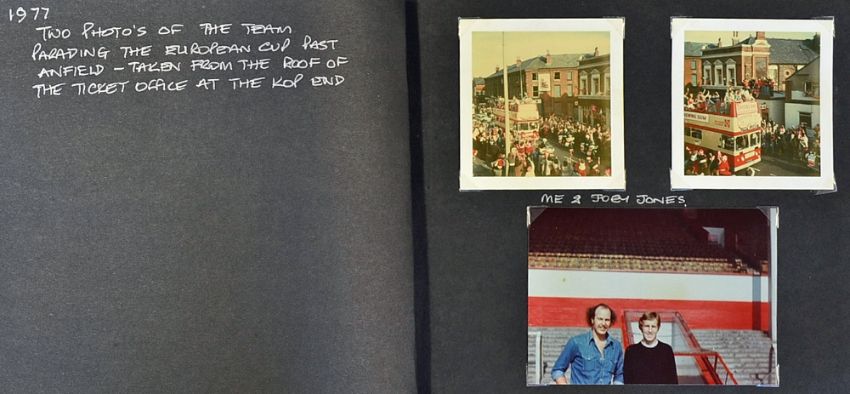 1977
TWO PHOTO'S OF THE TEAM
PARADING THE EUROPEAN CUP PAST
ANFIELD - TAKEN FROM THE ROOF OF
THE TICKET OFFICE AT THE KOP END
ME & JOEY JONES